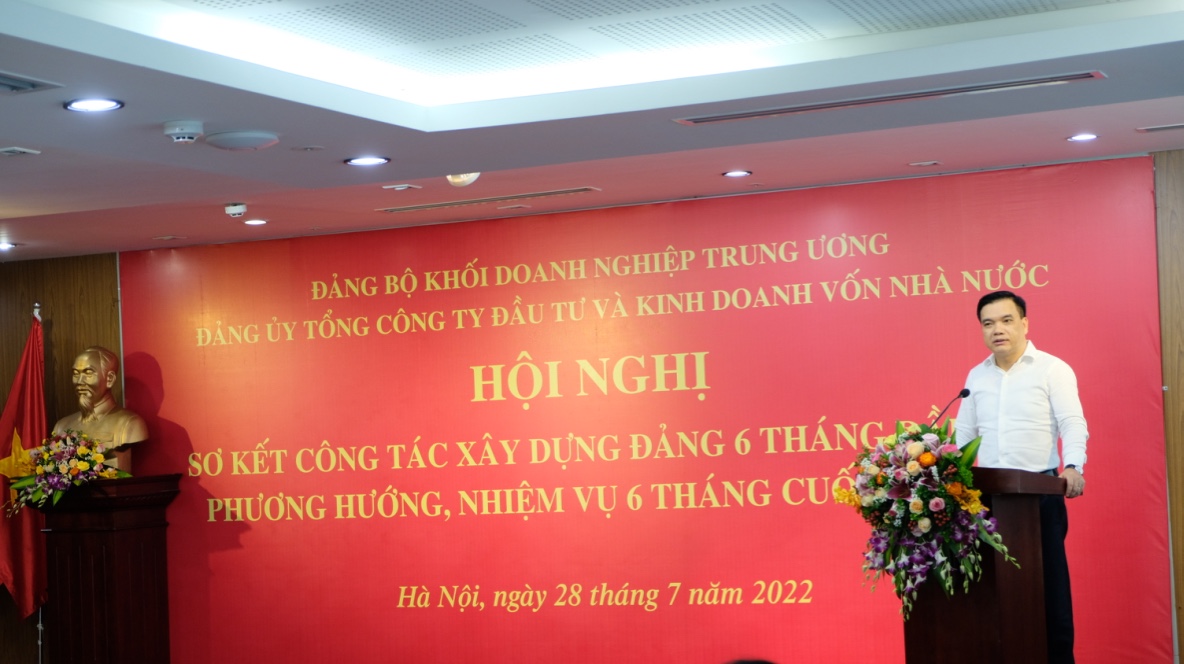 ĐẢNG BỘ KHỐI DOANH NGHIỆP TRUNG ƯƠNG
ĐẢNG ỦY TỔNG CÔNG TY ĐẦU TƯ VÀ KINH DOANH VỐN NHÀ NƯỚC
HỘI NGHỊ
SƠ KẾT CÔNG TÁC XÂY DỰNG ĐẢNG 6 THÁNG
PHƯƠNG HƯỚNG, NHIỆM VỤ 6 THÁNG CUỐ
Hà Nội, ngày 28 tháng 7 năm 2022